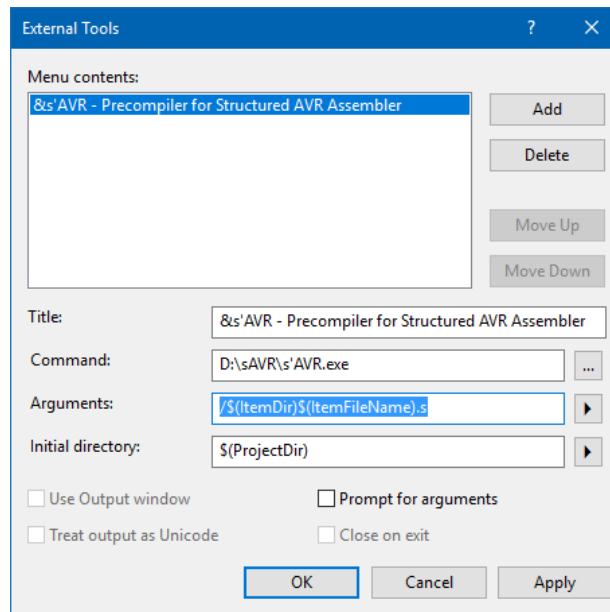 External Tools ? ×
Menu contents:
&s'AVR - Precompiler for Structured AVR Assembler
Add
Delete
Move Up
Move Down
Title: &s'AVR - Precompiler for Structured AVR Assembler
Command: D:\sAVR\s'AVR.exe ...
Arguments: /$(ItemDir)$(ItemFileName).s
Initial directory: $(ProjectDir)
Use Output window Prompt for arguments
Treat output as Unicode Close on exit
OK Cancel Apply